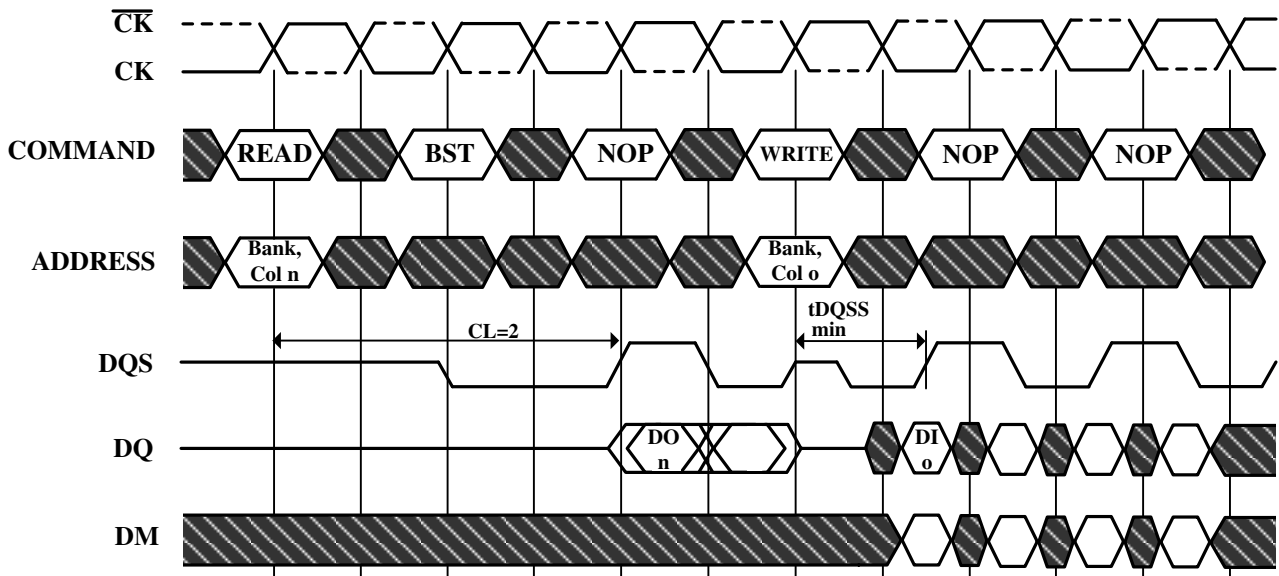 CK
CK
COMMAND READ BST NOP WRITE NOP NOP
ADDRESS Bank, Col n Bank, Col o
CL=2 tDQSS min
DQS
DQ DO n DI o
DM